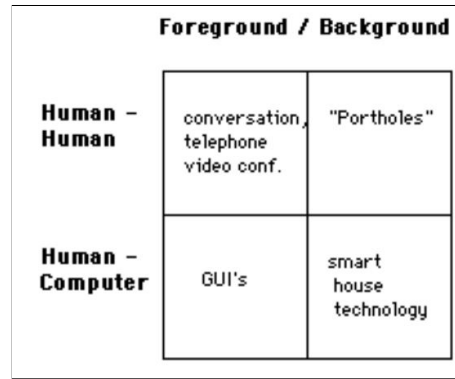 Foreground / Background
Human -
Human
conversation,
telephone
video conf.
"Portholes"
Human -
Computer
GUI's
smart
house
technology